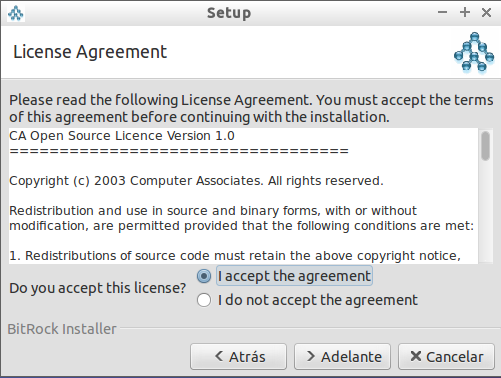 Setup
License Agreement
Please read the following License Agreement. You must accept the terms
of this agreement before continuing with the installation.
CA Open Source Licence Version 1.0
==================================
Copyright (c) 2003 Computer Associates. All rights reserved.
Redistribution and use in source and binary forms, with or without
modification, are permitted provided that the following conditions are met:
1. Redistributions of source code must retain the above copyright notice,
Do you accept this license?
I accept the agreement
I do not accept the agreement
BitRock Installer
Atrás
Adelante
Cancelar